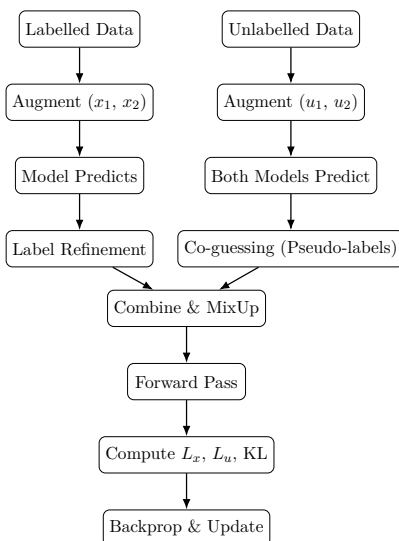 Labelled Data
Unlabelled Data
Augment (x₁, x₂)
Augment (u₁, u₂)
Model Predicts
Both Models Predict
Label Refinement
Co-guessing (Pseudo-labels)
Combine & MixUp
Forward Pass
Compute Lₓ, Lᵤ, KL
Backprop & Update